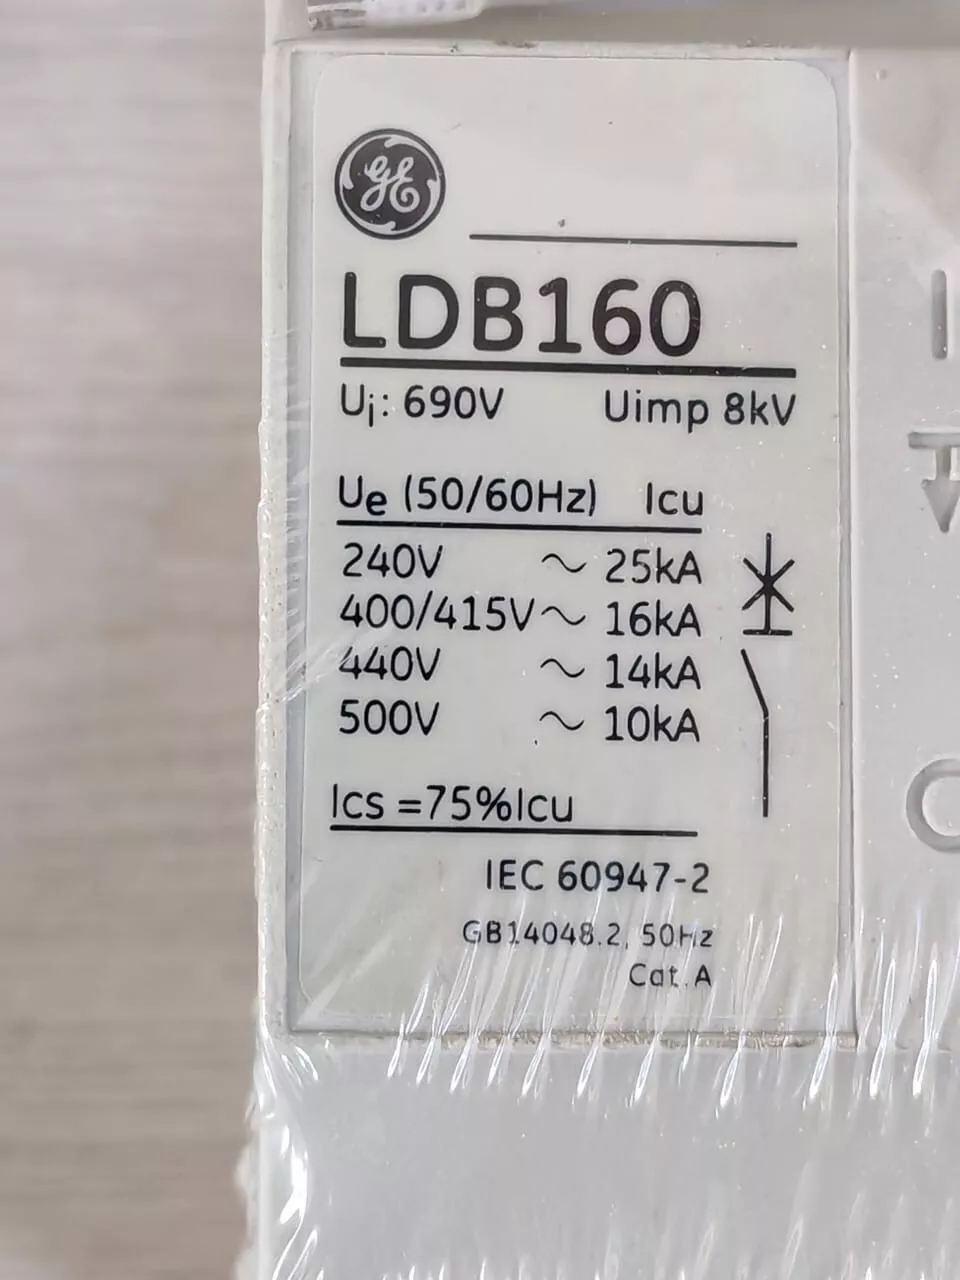 GE
LDB160
Ui: 690V Uimp 8kV
Ue (50/60Hz) Icu
240V ~ 25kA
400/415V ~ 16kA
440V ~ 14kA
500V ~ 10kA
Ics =75%Icu
IEC 60947-2
GB14048.2, 50Hz
Cat. A